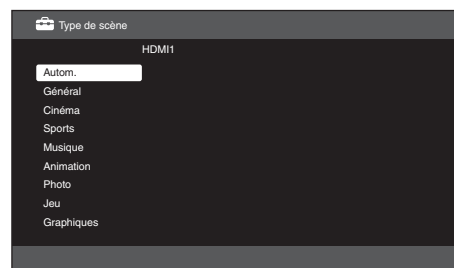 Type de scène
HDMI1
Autom.
Général
Cinéma
Sports
Musique
Animation
Photo
Jeu
Graphiques